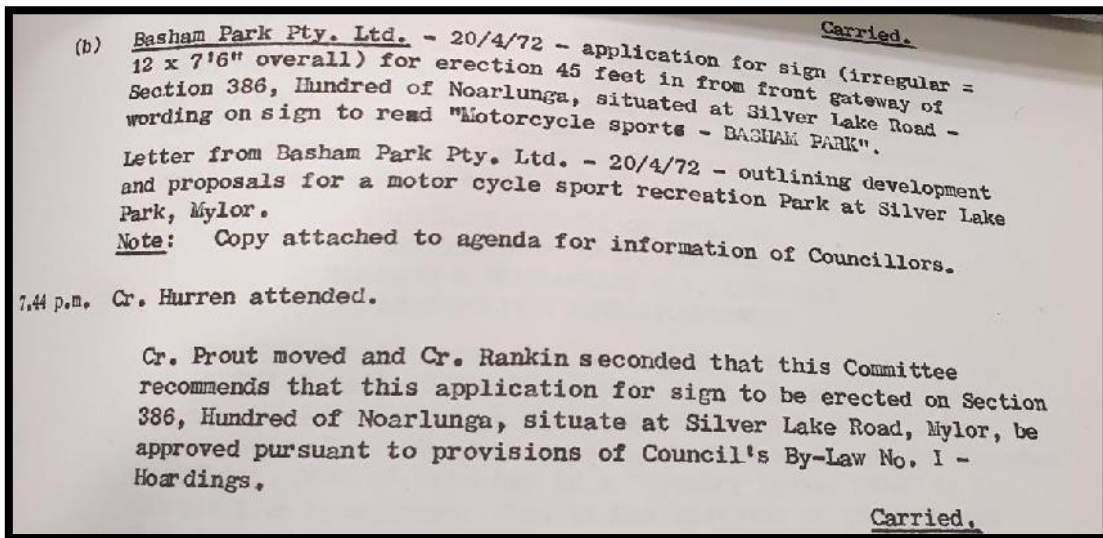 Carried.
(b) Basham Park Pty. Ltd. - 20/4/72 - application for sign (irregular =
12 x 7'6" overall) for erection 45 feet in from front gateway of
Section 386, Hundred of Noarlunga, situated at Silver Lake Road -
wording on sign to read "Motorcycle sports - BASHAM PARK".
Letter from Basham Park Pty. Ltd. - 20/4/72 - outlining development
and proposals for a motor cycle sport recreation Park at Silver Lake
Park, Mylor.
Note: Copy attached to agenda for information of Councillors.
7.44 p.m. Cr. Hurren attended.
Cr. Prout moved and Cr. Rankin seconded that this Committee
recommends that this application for sign to be erected on Section
386, Hundred of Noarlunga, situate at Silver Lake Road, Mylor, be
approved pursuant to provisions of Council's By-Law No. I -
Hoardings.
Carried.